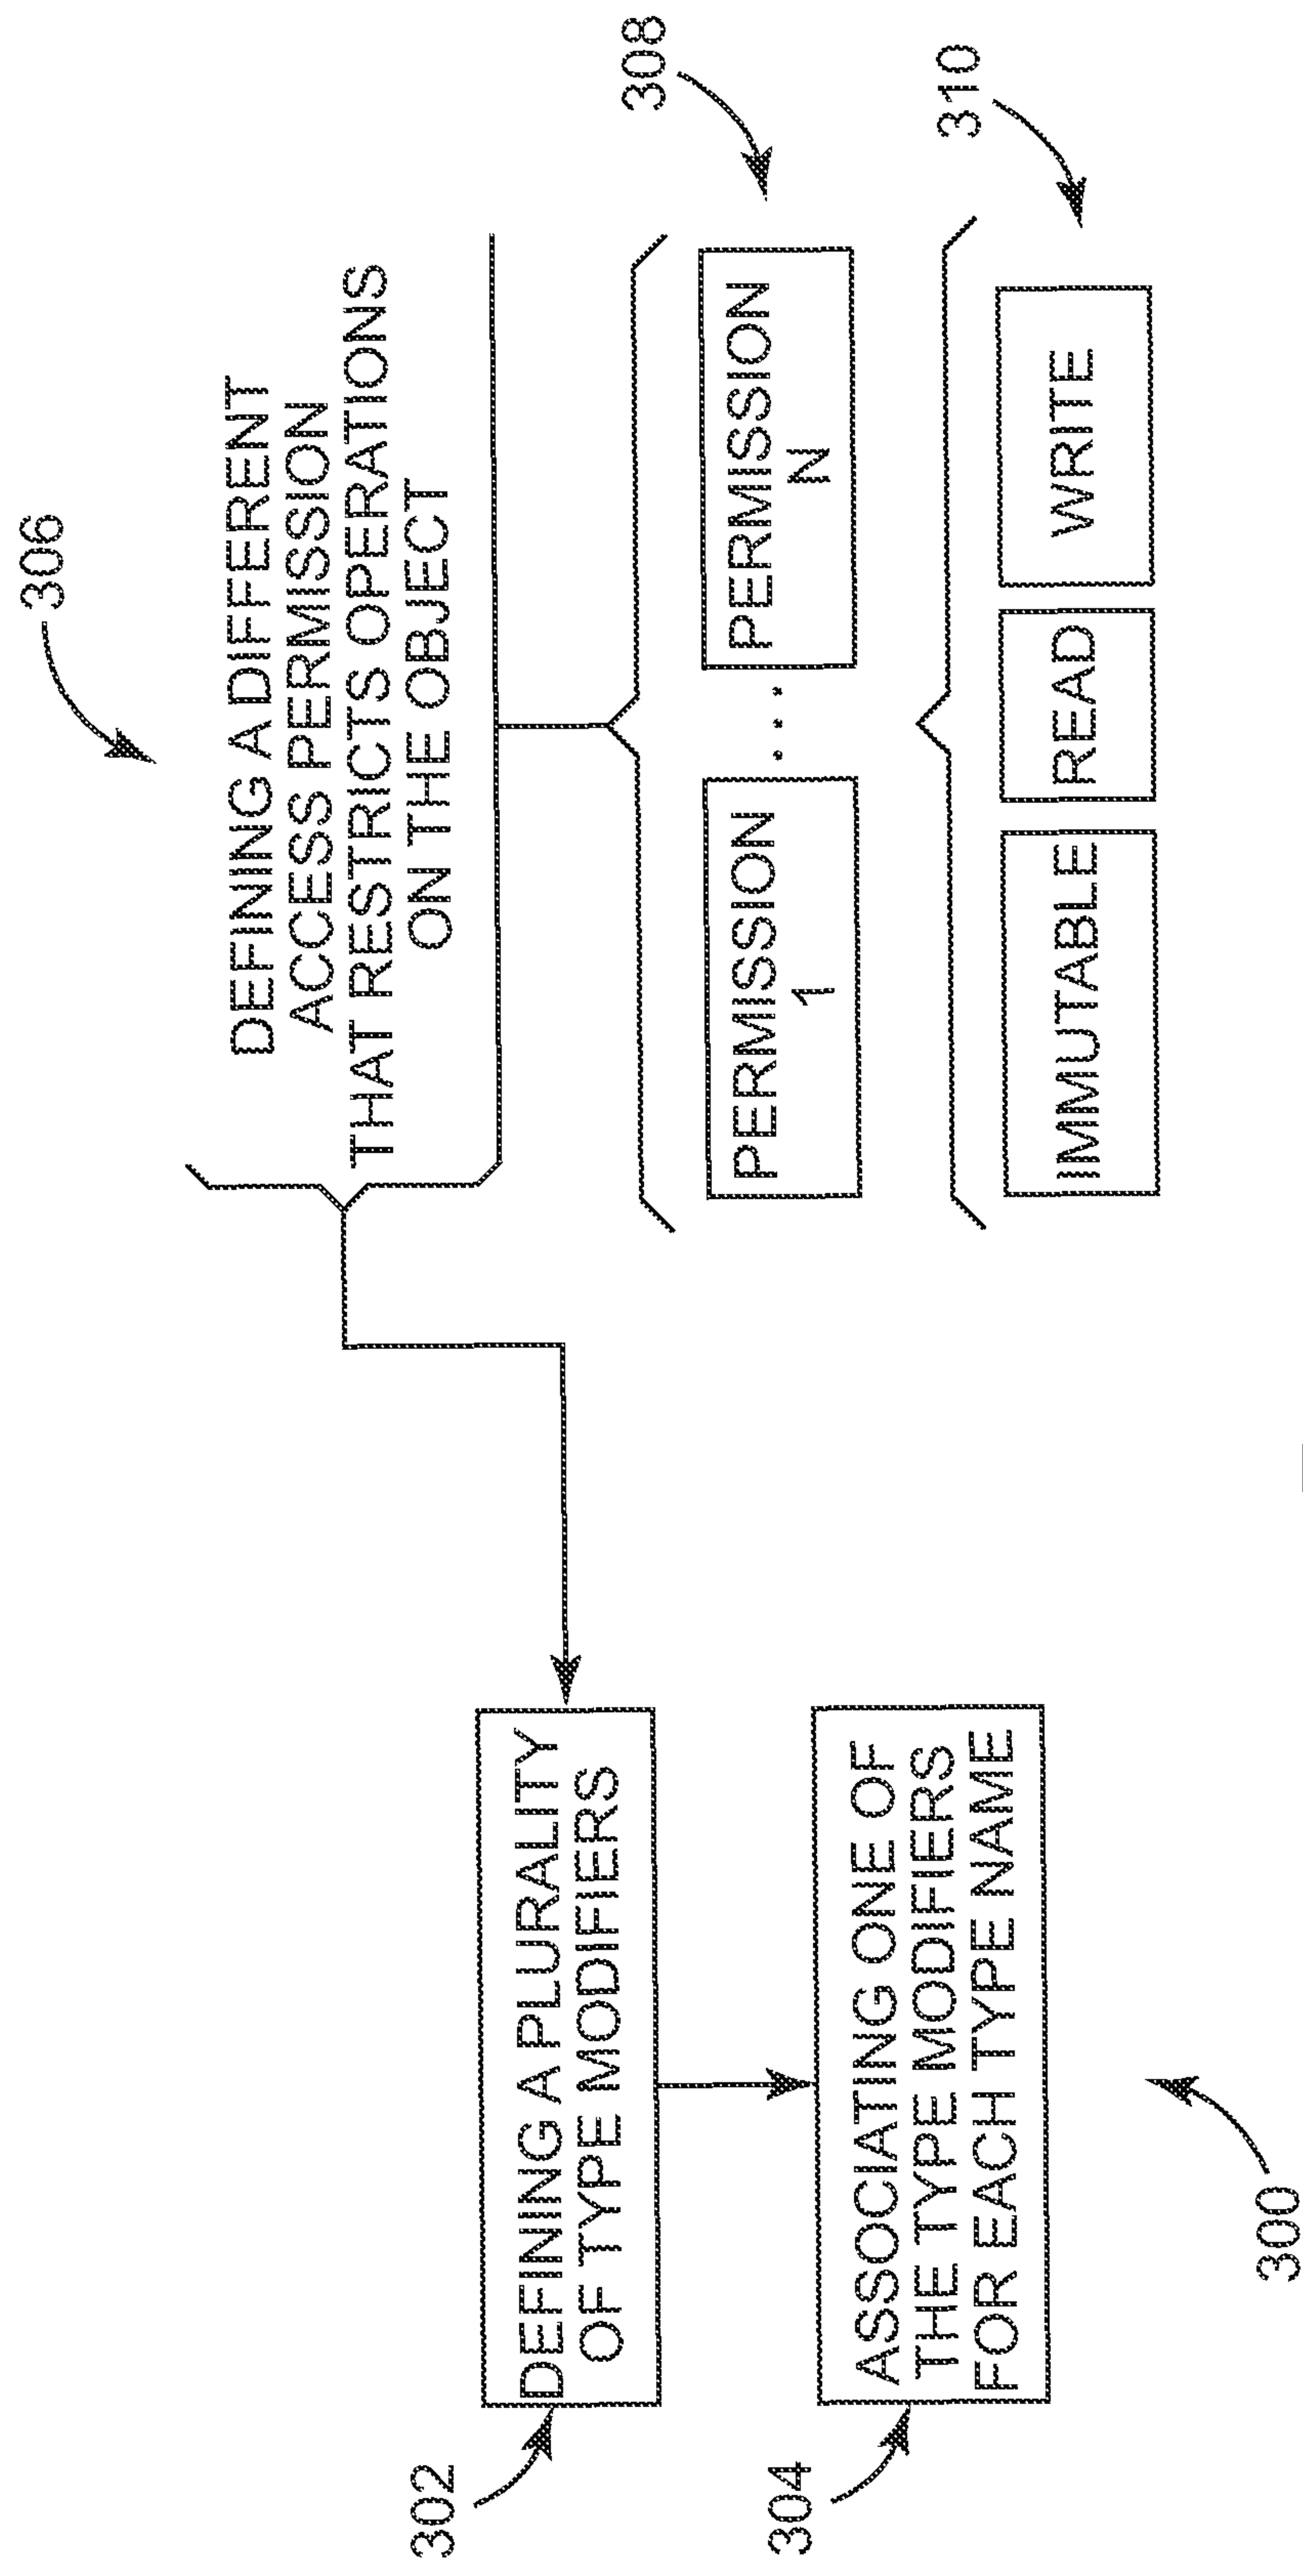 306
DEFINING A DIFFERENT
ACCESS PERMISSION
THAT RESTRICTS OPERATIONS
ON THE OBJECT
302
DEFINING A PLURALITY
OF TYPE MODIFIERS
308
PERMISSION
1
. . .
PERMISSION
N
304
ASSOCIATING ONE OF
THE TYPE MODIFIERS
FOR EACH TYPE NAME
310
IMMUTABLE
READ
WRITE
300